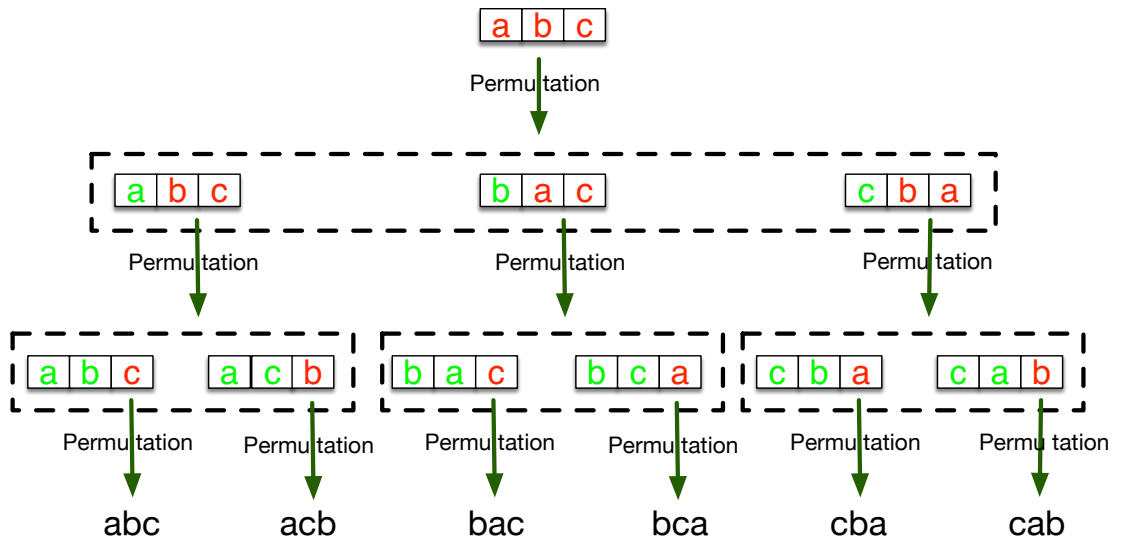 a b c
Permutation
a b c b a c c b a
Permutation Permutation Permutation
a b c a c b b a c b c a c b a c a b
Permutation Permutation Permutation Permutation Permutation Permutation
abc acb bac bca cba cab